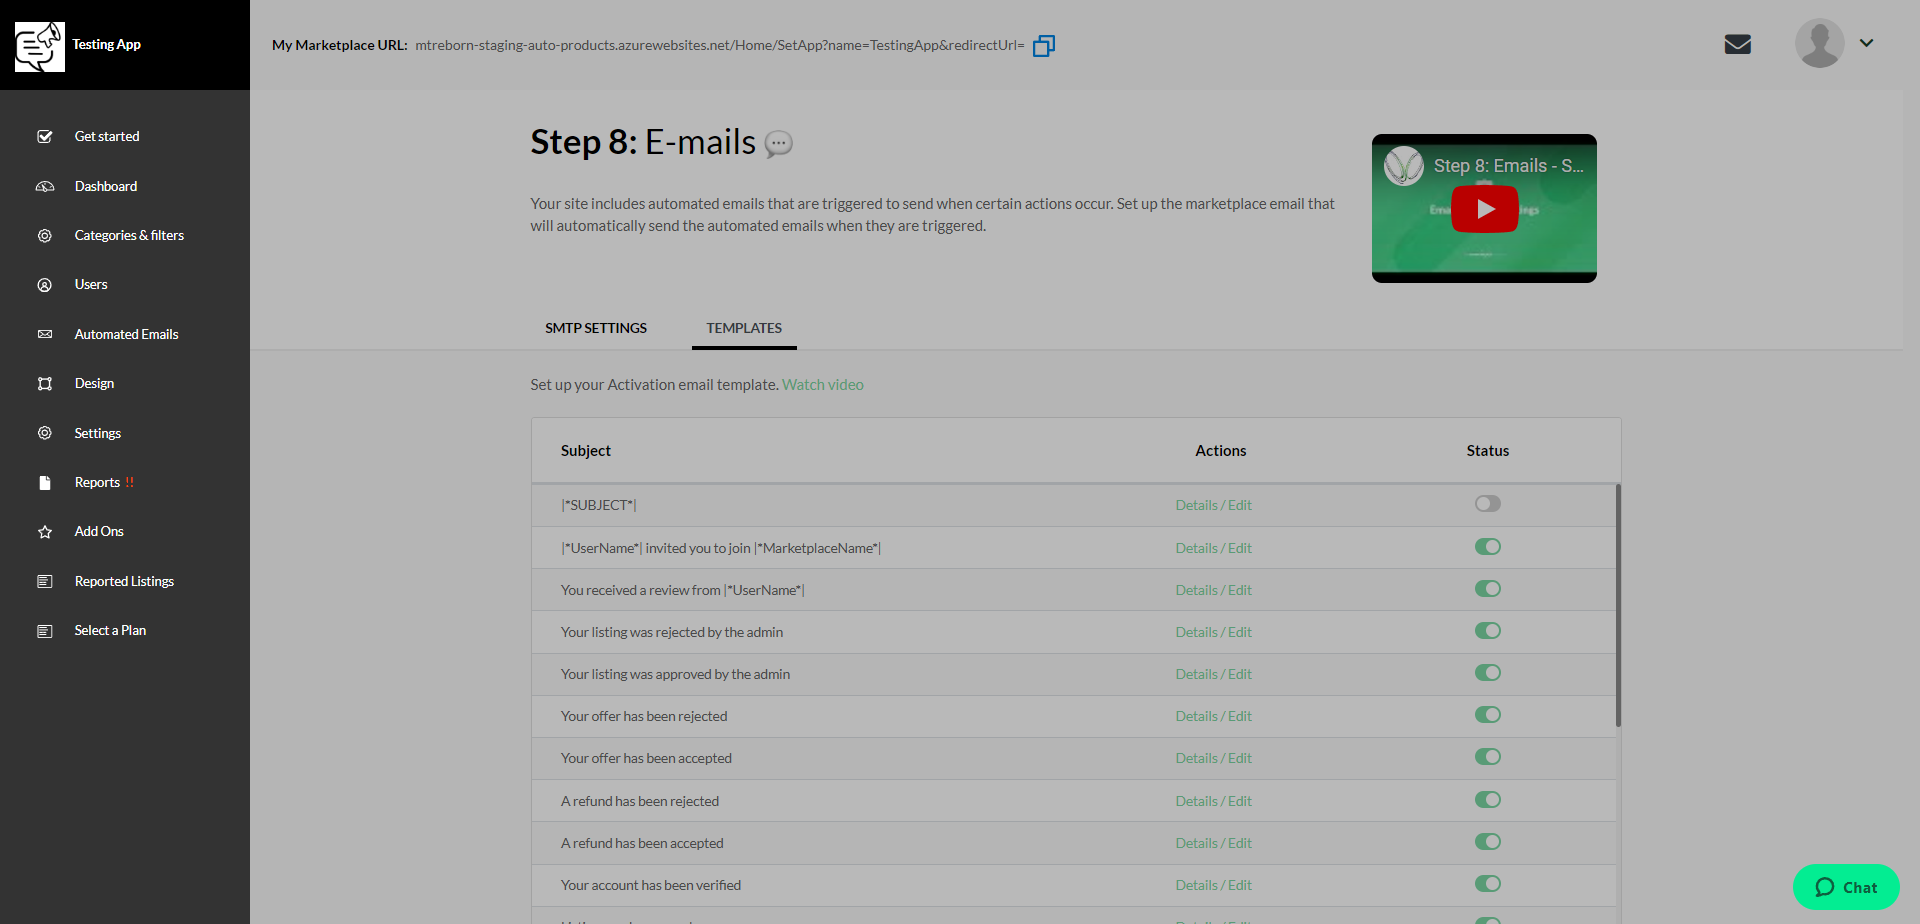 Testing App
My Marketplace URL: mtreborn-staging-auto-products.azurewebsites.net/Home/SetApp?name=TestingApp&redirectUrl=
Get started
Dashboard
Categories & filters
Users
Automated Emails
Design
Settings
Reports !!
Add Ons
Reported Listings
Select a Plan
Step 8: E-mails
Step 8: Emails - S...
Your site includes automated emails that are triggered to send when certain actions occur. Set up the marketplace email that
will automatically send the automated emails when they are triggered.
SMTP SETTINGS TEMPLATES
Set up your Activation email template. Watch video
Subject Actions Status
|*SUBJECT*| Details / Edit
|*UserName*| invited you to join |*MarketplaceName*| Details / Edit
You received a review from |*UserName*| Details / Edit
Your listing was rejected by the admin Details / Edit
Your listing was approved by the admin Details / Edit
Your offer has been rejected Details / Edit
Your offer has been accepted Details / Edit
A refund has been rejected Details / Edit
A refund has been accepted Details / Edit
Your account has been verified Details / Edit
Chat